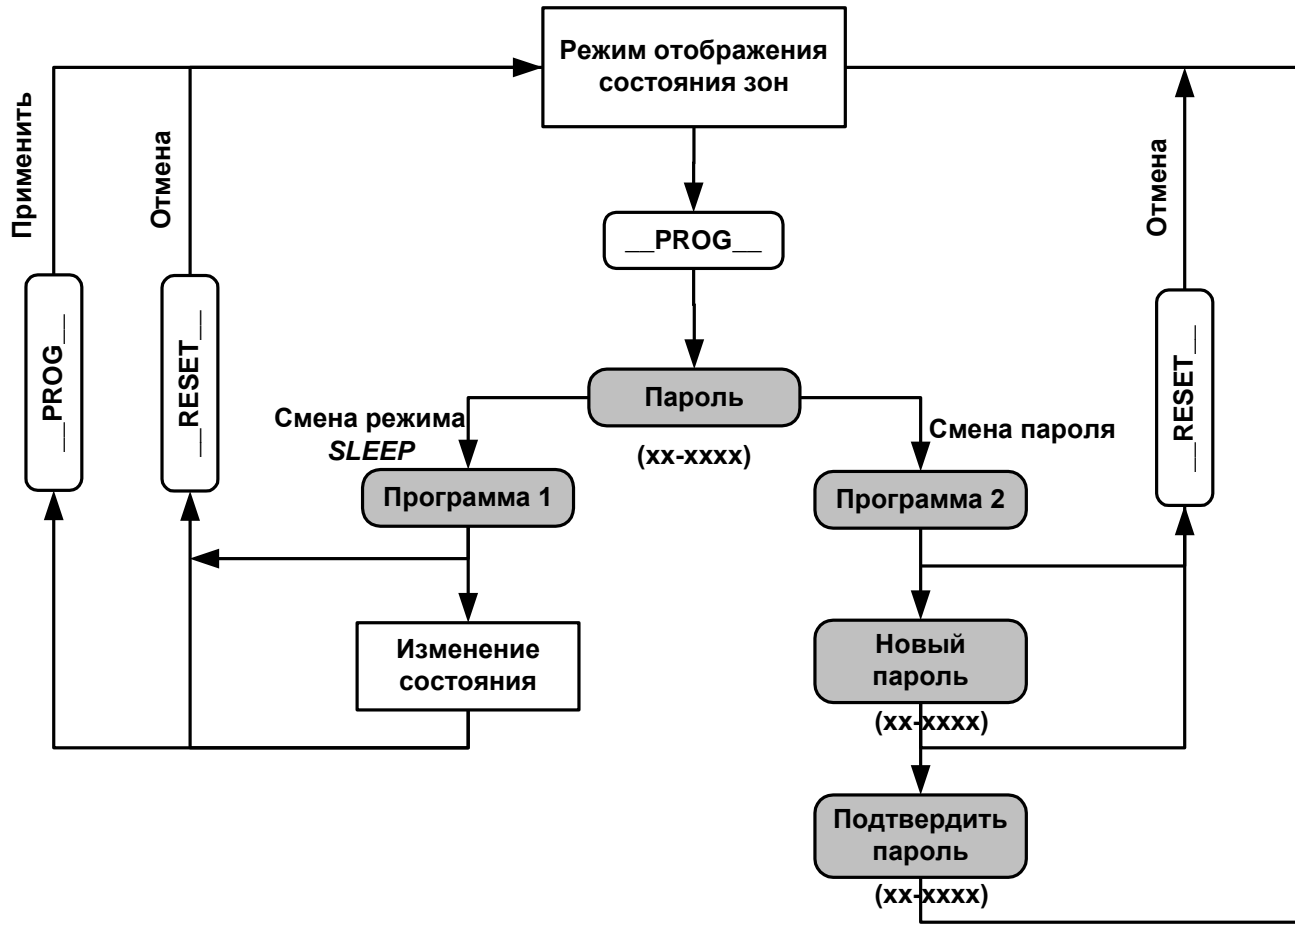 Режим отображения
состояния зон
Применить
Отмена
Отмена
__PROG__
__PROG__
__RESET__
__RESET__
Пароль
(xx-xxxx)
Смена режима
SLEEP
Смена пароля
Программа 1
Программа 2
Изменение
состояния
Новый
пароль
(xx-xxxx)
Подтвердить
пароль
(xx-xxxx)